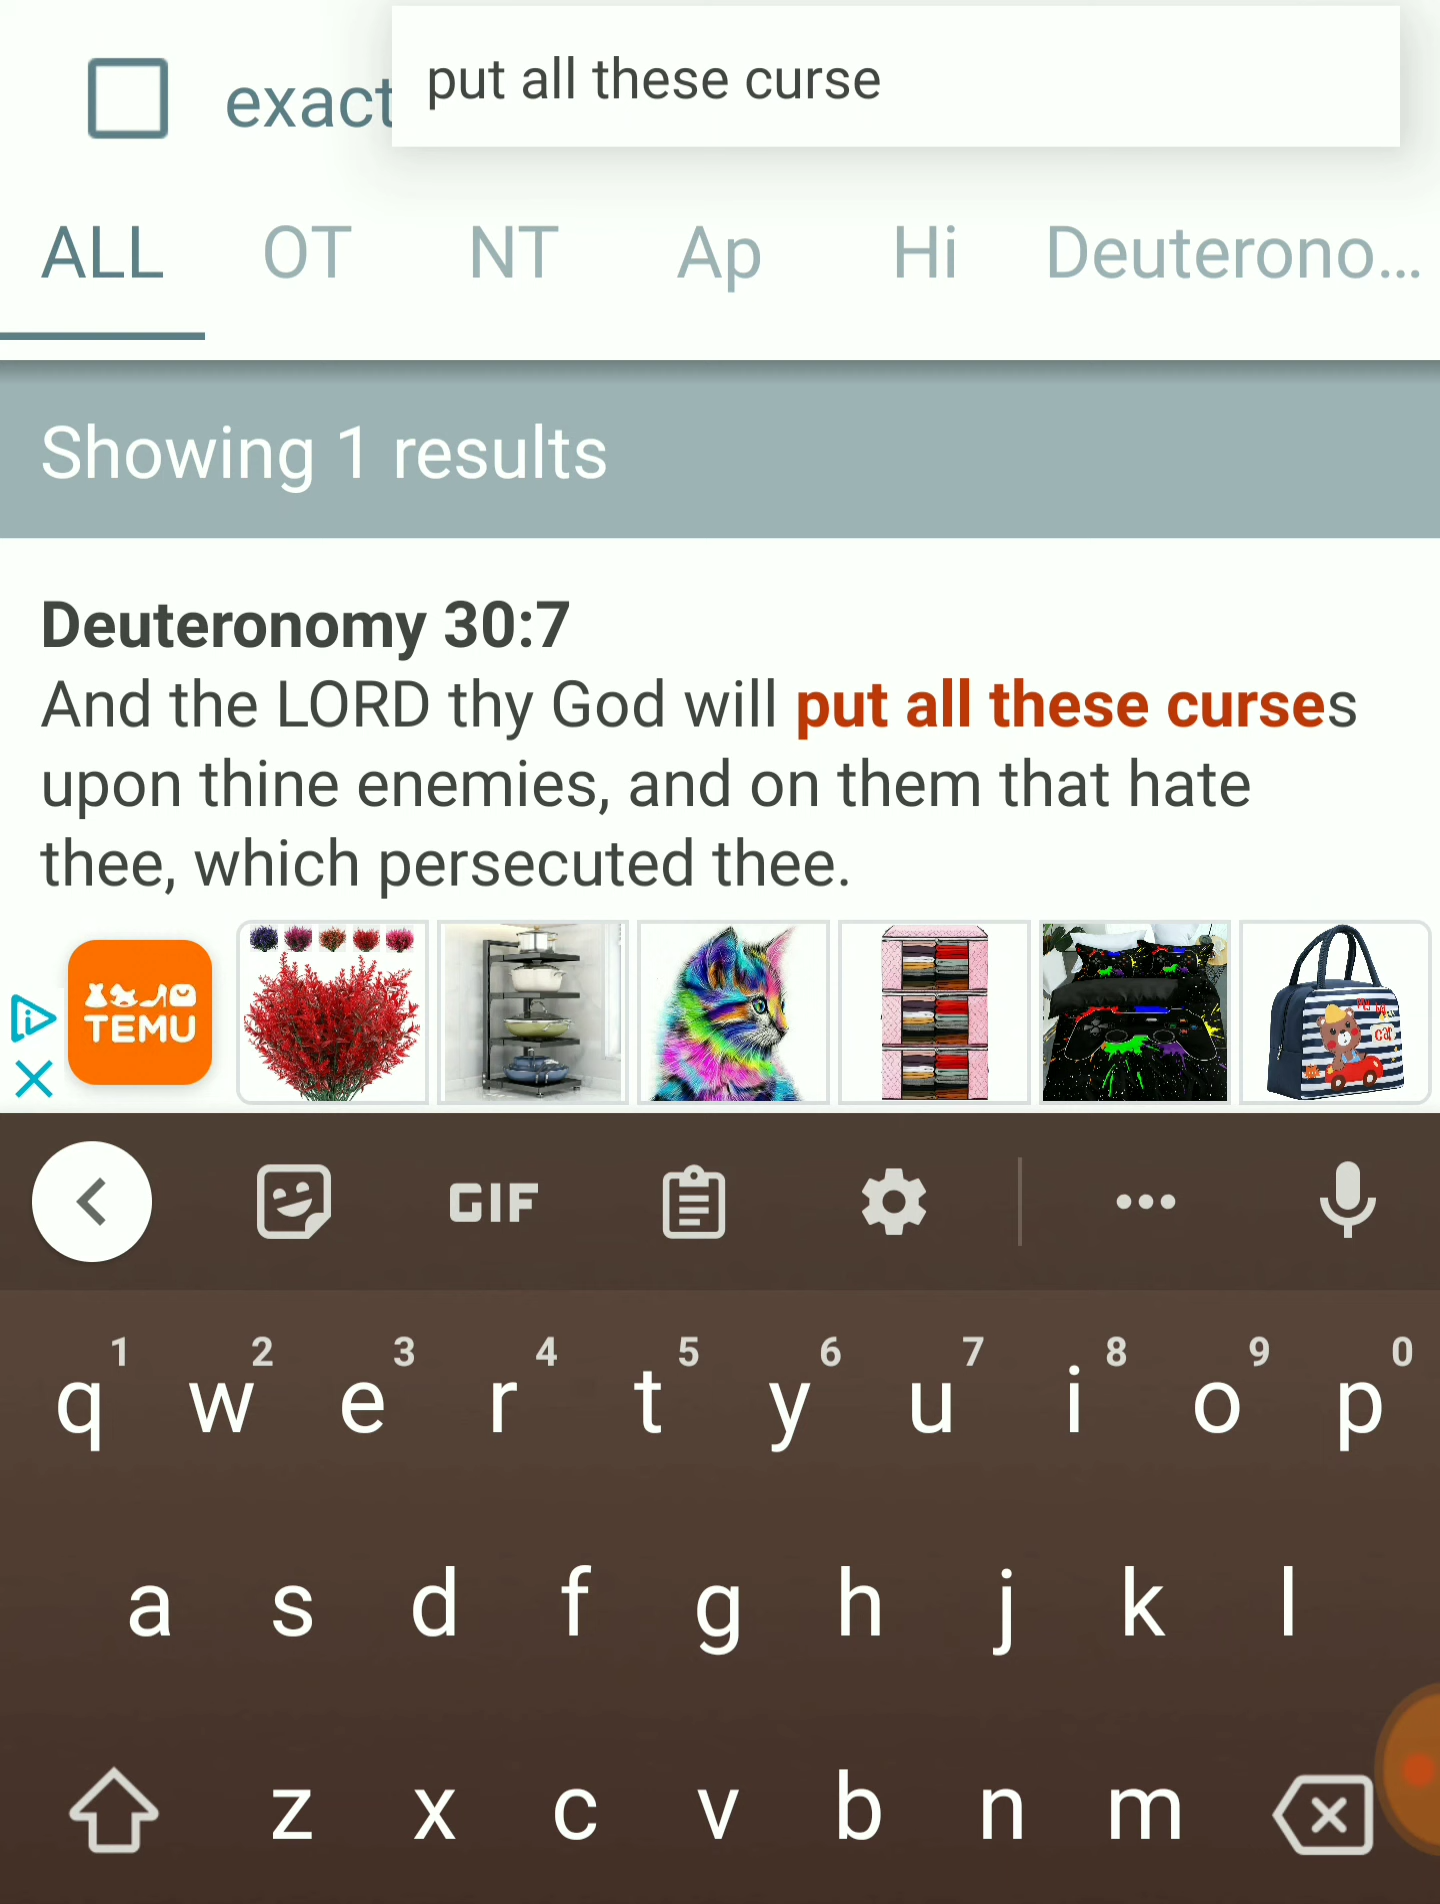 put all these curse
exact
ALL OT NT Ap Hi Deuterono...
Showing 1 results
Deuteronomy 30:7
And the LORD thy God will put all these curses
upon thine enemies, and on them that hate
thee, which persecuted thee.
TEMU
car
GIF
1 2 3 4 5 6 7 8 9 0
q w e r t y u i o p
a s d f g h j k l
z x c v b n m